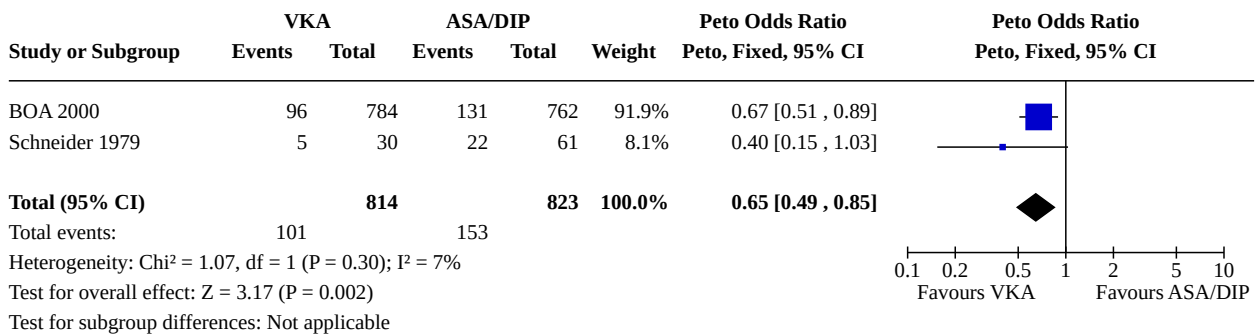 VKA ASA/DIP Peto Odds Ratio Peto Odds Ratio
Study or Subgroup Events Total Events Total Weight Peto, Fixed, 95% CI Peto, Fixed, 95% CI
BOA 2000 96 784 131 762 91.9% 0.67 [0.51 , 0.89]
Schneider 1979 5 30 22 61 8.1% 0.40 [0.15 , 1.03]
Total (95% CI) 814 823 100.0% 0.65 [0.49 , 0.85]
Total events: 101 153
Heterogeneity: Chi² = 1.07, df = 1 (P = 0.30); I² = 7%
0.1 0.2 0.5 1 2 5 10
Test for overall effect: Z = 3.17 (P = 0.002) Favours VKA Favours ASA/DIP
Test for subgroup differences: Not applicable